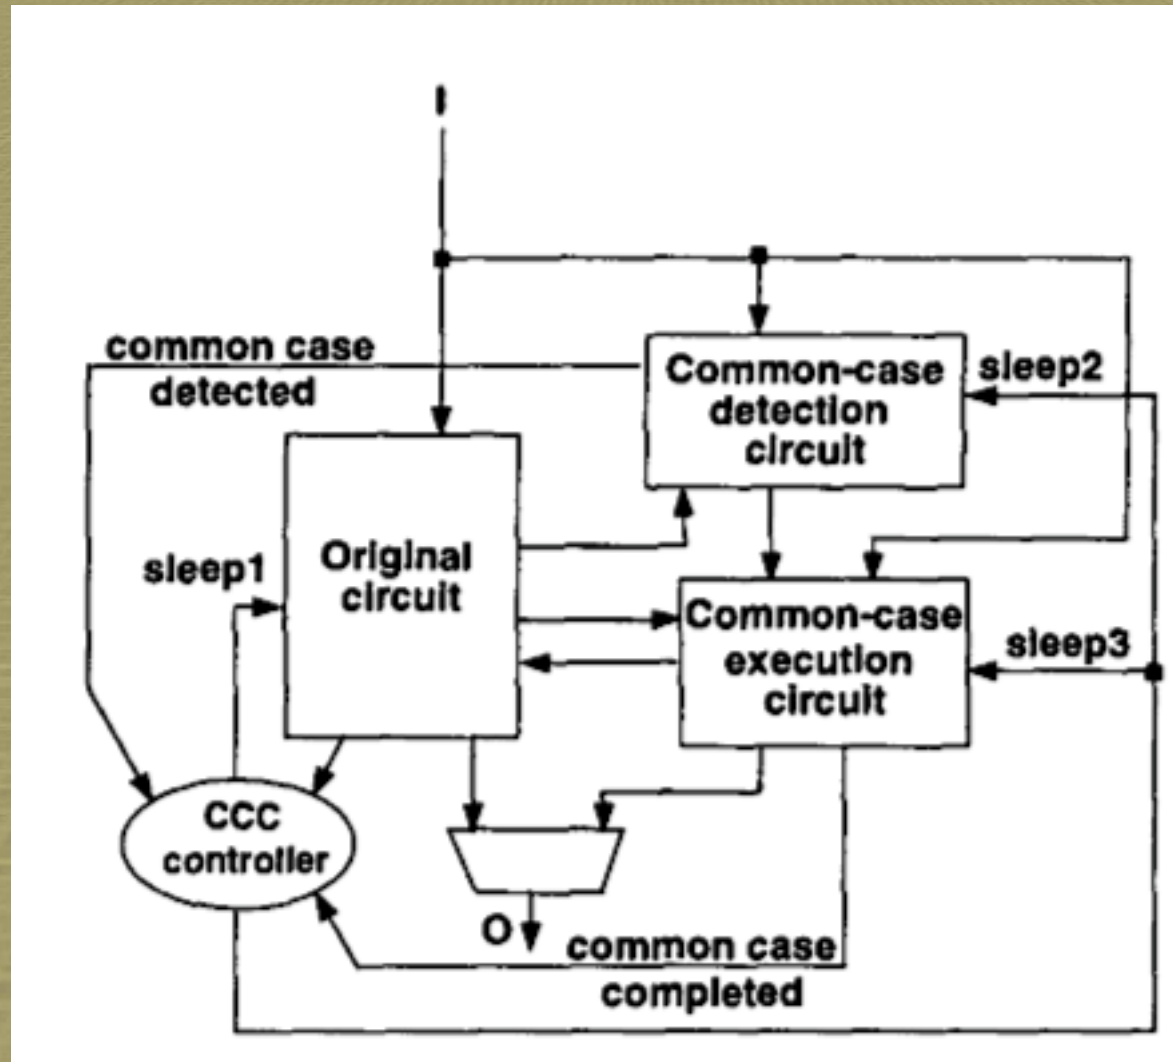 I
common case
detected
Common-case
detection
circuit
sleep2
Original
circuit
sleep1
Common-case
execution
circuit
sleep3
CCC
controller
O
common case
completed